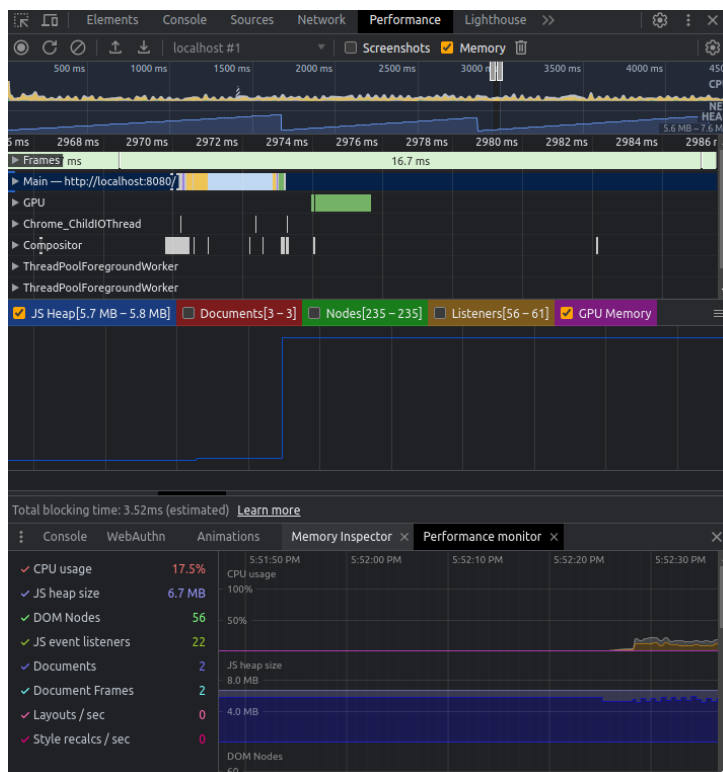 Elements Console Sources Network Performance Lighthouse
localhost #1 Screenshots Memory
500 ms 1000 ms 1500 ms 2000 ms 2500 ms 3000 ms 3500 ms 4000 ms 450
CPU
NE
HEA
5.6 MB – 7.6 M
6 ms 2968 ms 2970 ms 2972 ms 2974 ms 2976 ms 2978 ms 2980 ms 2982 ms 2984 ms 2986 m
Frames ms 16.7 ms
Main — http://localhost:8080/
GPU
Chrome_ChildIOThread
Compositor
ThreadPoolForegroundWorker
ThreadPoolForegroundWorker
JS Heap[5.7 MB – 5.8 MB] Documents[3 – 3] Nodes[235 – 235] Listeners[56 – 61] GPU Memory
Total blocking time: 3.52ms (estimated) Learn more
Console WebAuthn Animations Memory Inspector Performance monitor
5:51:50 PM 5:52:00 PM 5:52:10 PM 5:52:20 PM 5:52:30 PM
CPU usage 17.5%
JS heap size 6.7 MB
DOM Nodes 56
JS event listeners 22
Documents 2
Document Frames 2
Layouts / sec 0
Style recalcs / sec 0
CPU usage
100%
50%
JS heap size
8.0 MB
4.0 MB
DOM Nodes
60